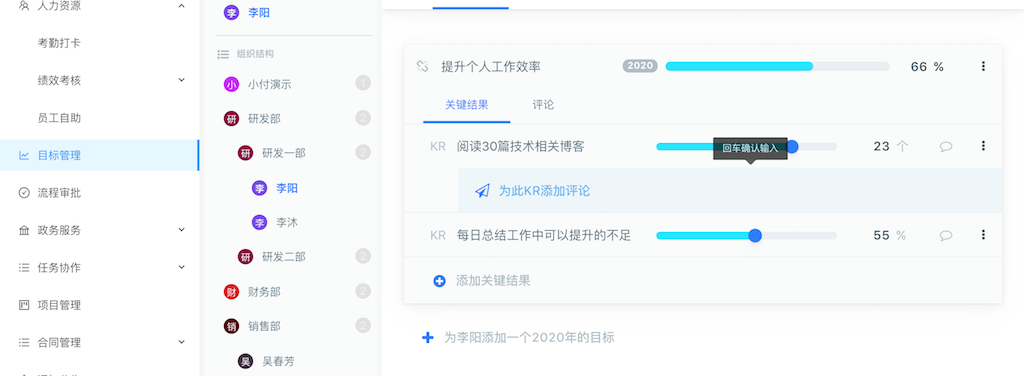 人力资源
考勤打卡
绩效考核
员工自助
目标管理
流程审批
政务服务
任务协作
项目管理
合同管理
李 李阳
组织结构
小 小付演示 1
研 研发部 2
研 研发一部 2
李 李阳
李 李沐
研 研发二部 2
财 财务部 2
销 销售部 2
吴 吴春芳
提升个人工作效率 2020 66 %
关键结果 评论
KR 阅读30篇技术相关博客 23 个
回车确认输入
为此KR添加评论
KR 每日总结工作中可以提升的不足 55 %
添加关键结果
为李阳添加一个2020年的目标